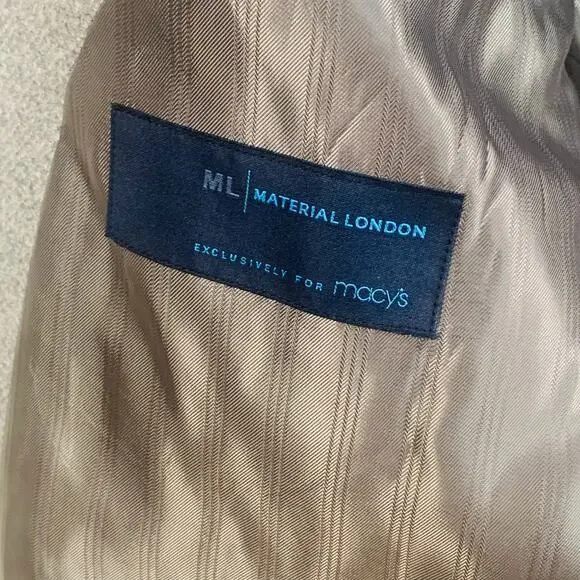 ML | MATERIAL LONDON
EXCLUSIVELY FOR macy's